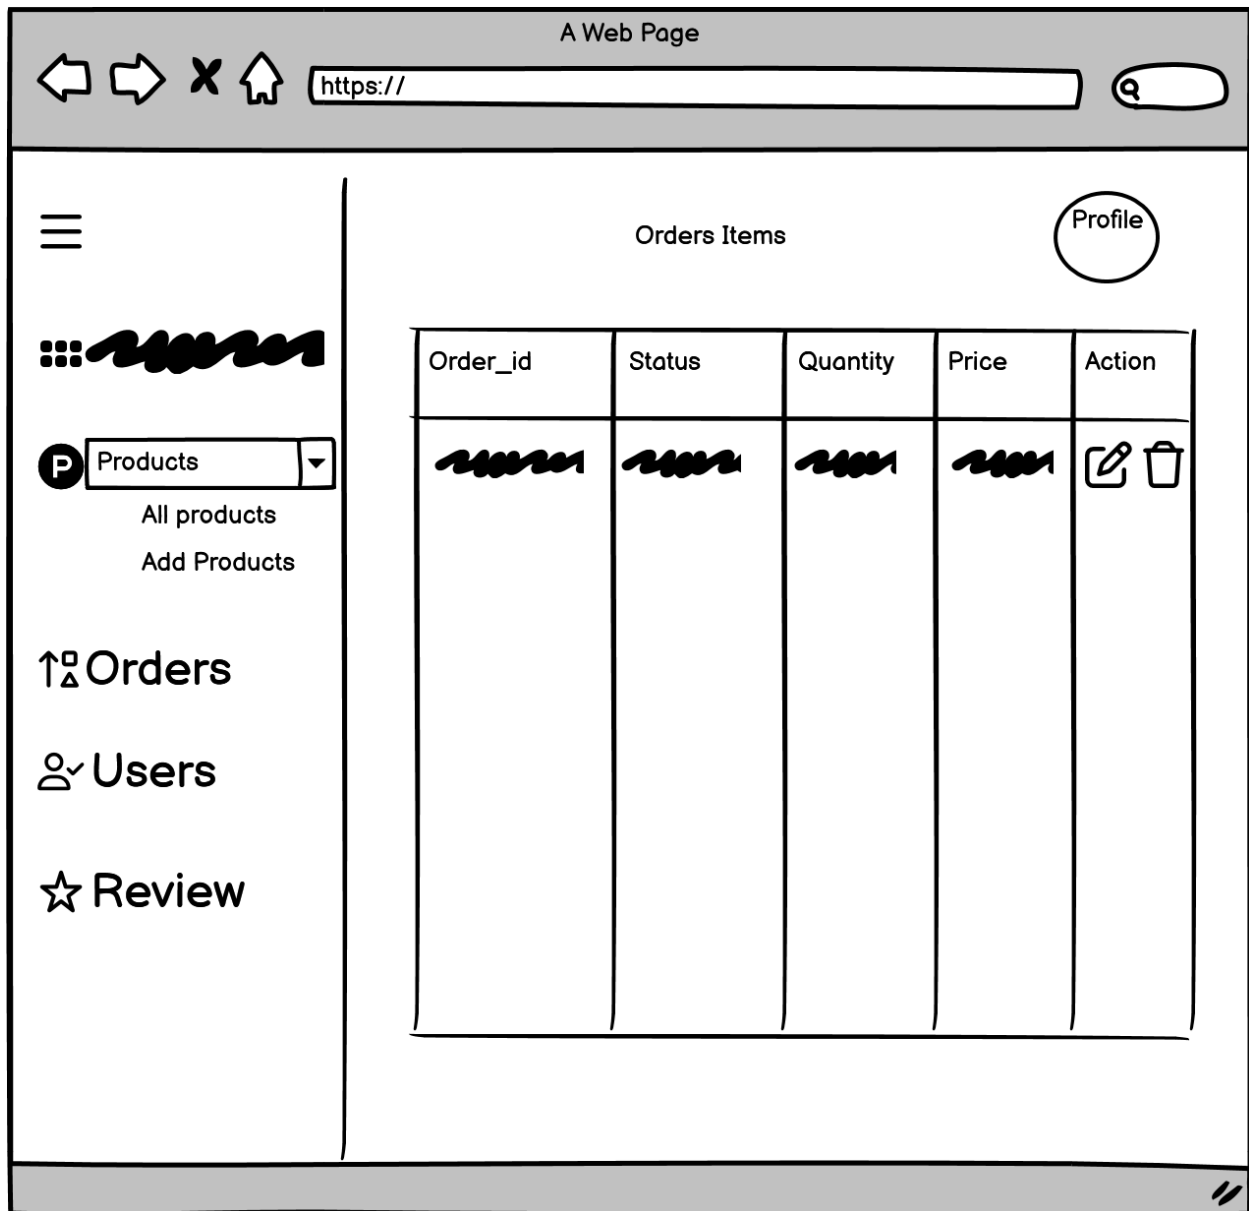 A Web Page
https://
Orders Items
Profile
Order_id Status Quantity Price Action
P Products
All products
Add Products
Orders
Users
Review